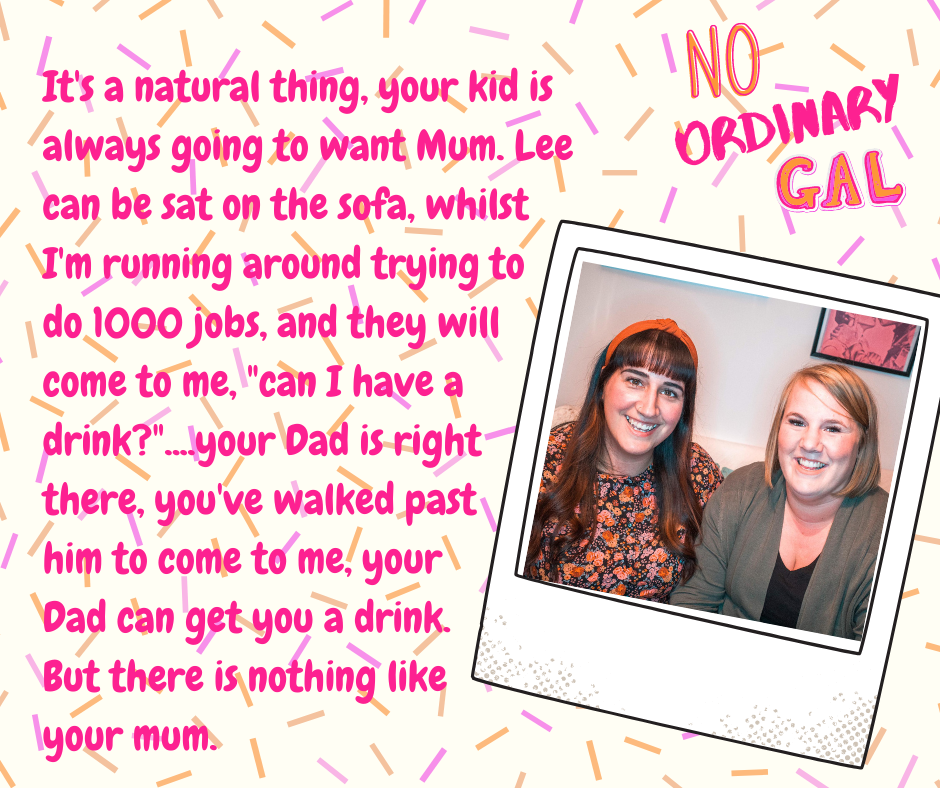 It's a natural thing, your kid is
always going to want Mum. Lee
can be sat on the sofa, whilst
I'm running around trying to
do 1000 jobs, and they will
come to me, "can I have a
drink?"....your Dad is right
there, you've walked past
him to come to me, your
Dad can get you a drink.
But there is nothing like
your mum.
NO
ORDINARY
GAL